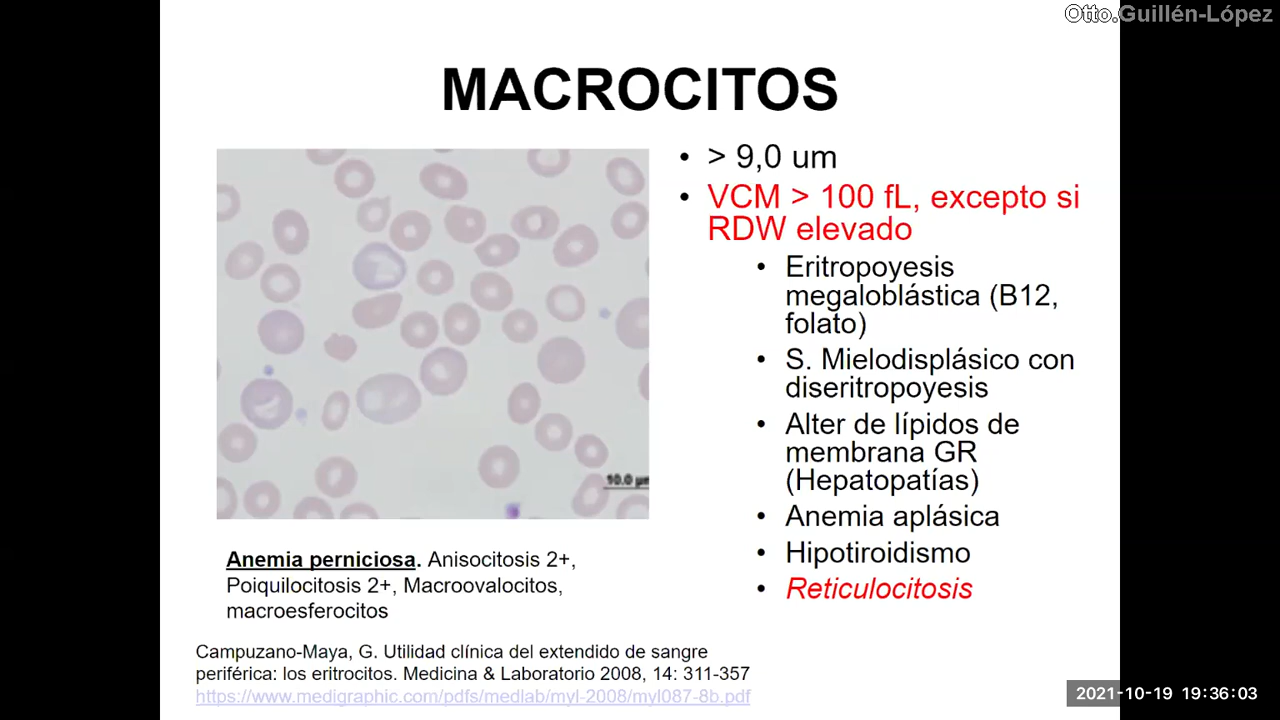 Otto.Guillén-López
MACROCITOS
• > 9,0 um
• VCM > 100 fL, excepto si
RDW elevado
• Eritropoyesis
megaloblástica (B12,
folato)
• S. Mielodisplásico con
diseritropoyesis
• Alter de lípidos de
membrana GR
(Hepatopatías)
• Anemia aplásica
• Hipotiroidismo
• Reticulocitosis
10.0 µm
Anemia perniciosa. Anisocitosis 2+,
Poiquilocitosis 2+, Macroovalocitos,
macroesferocitos
Campuzano-Maya, G. Utilidad clínica del extendido de sangre
periférica: los eritrocitos. Medicina & Laboratorio 2008, 14: 311-357
https://www.medigraphic.com/pdfs/medlab/myl-2008/myl087-8b.pdf
2021-10-19 19:36:03